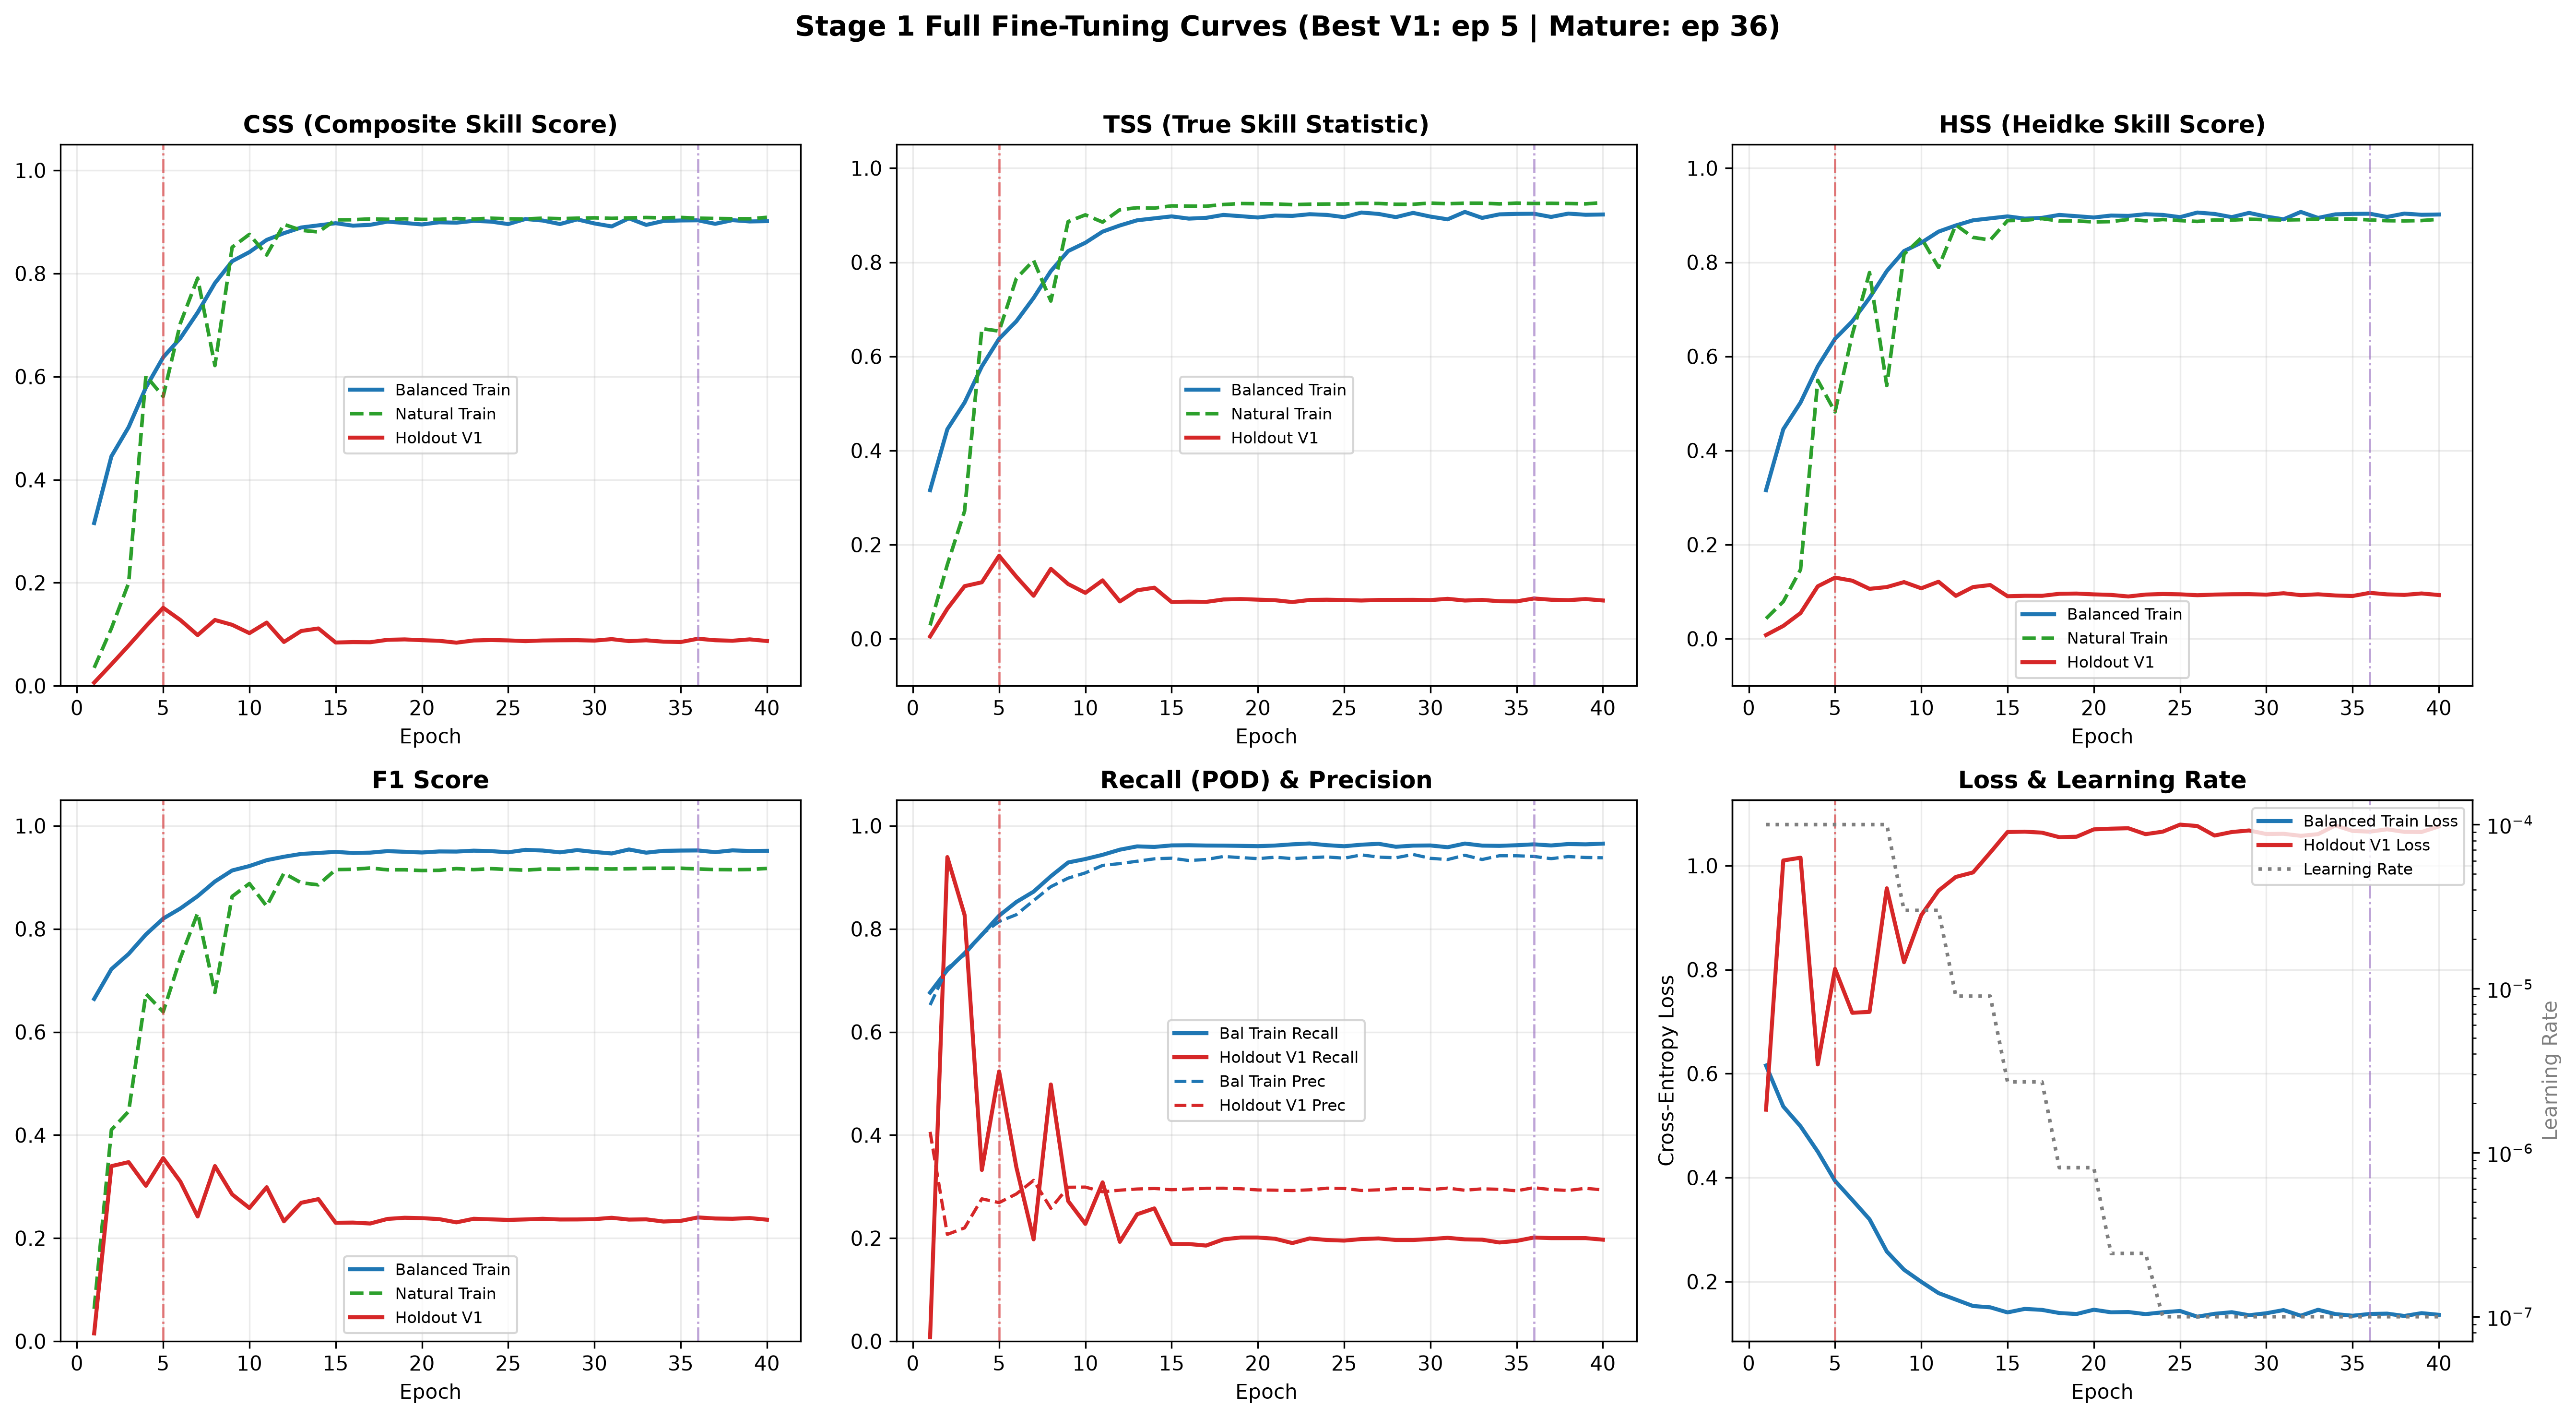 Stage 1 Full Fine-Tuning Curves (Best V1: ep 5 | Mature: ep 36)
CSS (Composite Skill Score)
1.0
0.8
0.6
0.4
0.2
0.0
Balanced Train
Natural Train
Holdout V1
0 5 10 15 20 25 30 35 40
Epoch
TSS (True Skill Statistic)
1.0
0.8
0.6
0.4
0.2
0.0
Balanced Train
Natural Train
Holdout V1
0 5 10 15 20 25 30 35 40
Epoch
HSS (Heidke Skill Score)
1.0
0.8
0.6
0.4
0.2
0.0
Balanced Train
Natural Train
Holdout V1
0 5 10 15 20 25 30 35 40
Epoch
F1 Score
1.0
0.8
0.6
0.4
0.2
0.0
Balanced Train
Natural Train
Holdout V1
0 5 10 15 20 25 30 35 40
Epoch
Recall (POD) & Precision
1.0
0.8
0.6
0.4
0.2
0.0
Bal Train Recall
Holdout V1 Recall
Bal Train Prec
Holdout V1 Prec
0 5 10 15 20 25 30 35 40
Epoch
Loss & Learning Rate
Cross-Entropy Loss
1.0
0.8
0.6
0.4
0.2
Balanced Train Loss
Holdout V1 Loss
Learning Rate
10⁻⁴
10⁻⁵
10⁻⁶
10⁻⁷
Learning Rate
0 5 10 15 20 25 30 35 40
Epoch